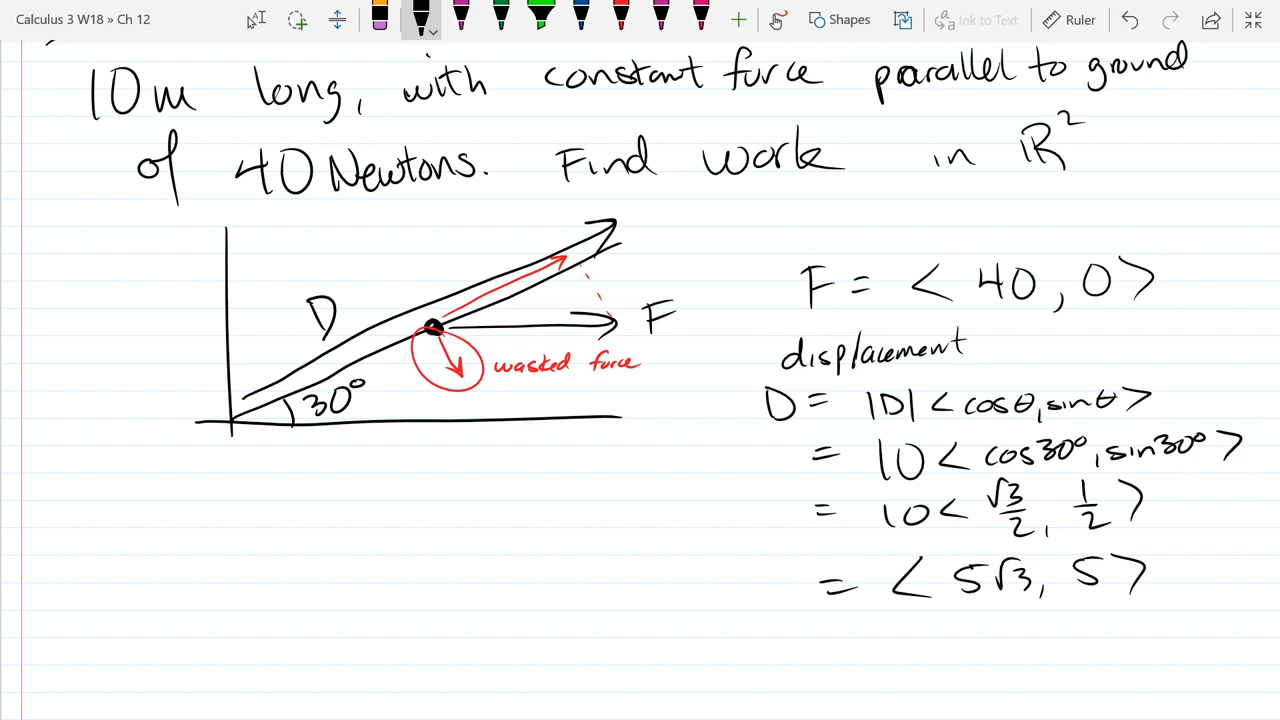 Calculus 3 W18 » Ch 12
Shapes
Ink to Text
Ruler
10m long, with constant force parallel to ground
of 40 Newtons. Find work in ℝ²
D
F
wasted force
30°
F = < 40, 0 >
displacement
D = |D| < cosθ, sinθ >
= 10 < cos30°, sin30° >
= 10 < √3/2, 1/2 >
= < 5√3, 5 >